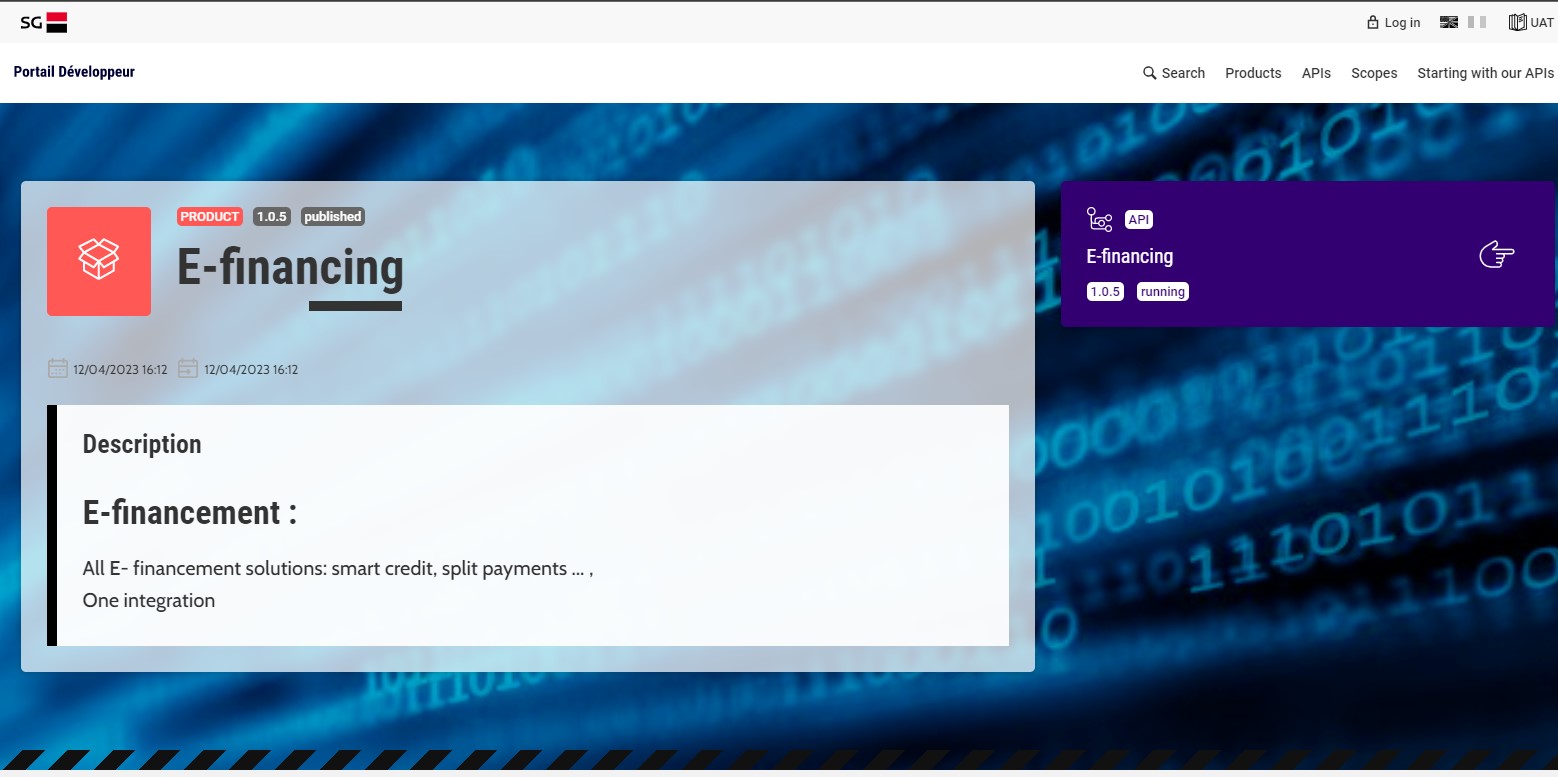 SG
Log in
UAT
Portail Développeur
Search Products APIs Scopes Starting with our APIs
PRODUCT 1.0.5 published
E-financing
12/04/2023 16:12 12/04/2023 16:12
Description
E-financement :
All E- financement solutions: smart credit, split payments ... ,
One integration
API
E-financing
1.0.5 running